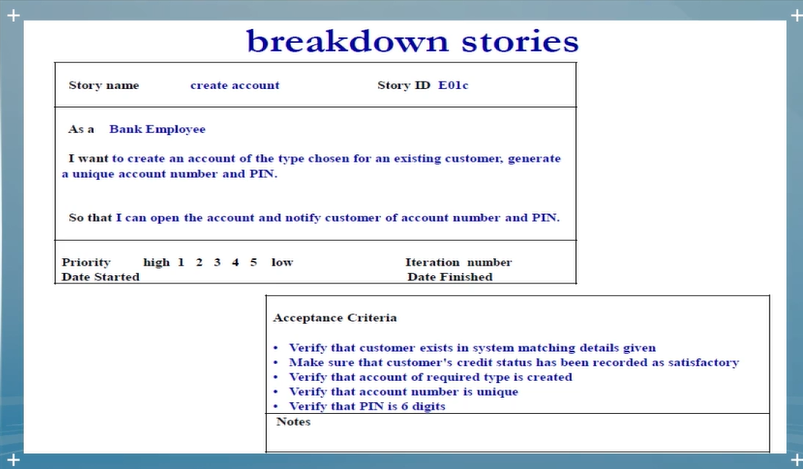 breakdown stories
Story name create account Story ID E01c
As a Bank Employee
I want to create an account of the type chosen for an existing customer, generate
a unique account number and PIN.
So that I can open the account and notify customer of account number and PIN.
Priority high 1 2 3 4 5 low Iteration number
Date Started Date Finished
Acceptance Criteria
• Verify that customer exists in system matching details given
• Make sure that customer's credit status has been recorded as satisfactory
• Verify that account of required type is created
• Verify that account number is unique
• Verify that PIN is 6 digits
Notes